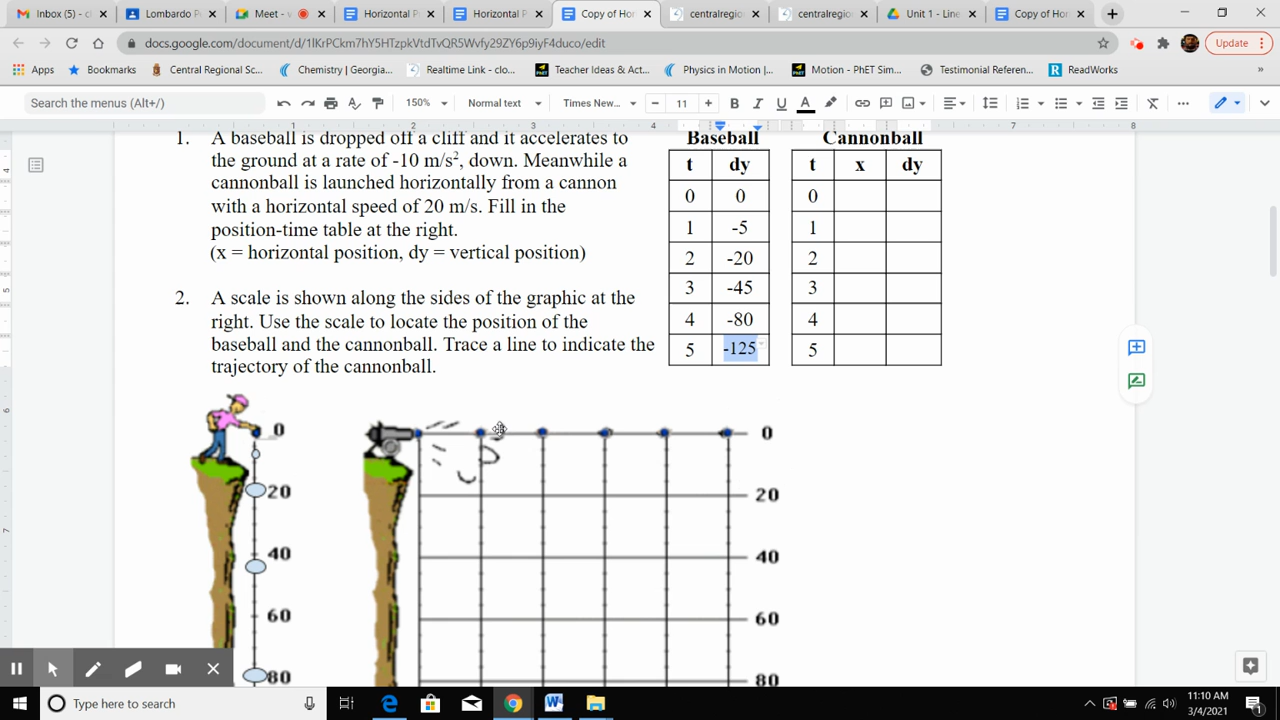 Inbox (5) - c
Lombardo P
Meet - v
Horizontal P
Horizontal P
Copy of Hor
centralregio
centralregio
Unit 1 - Line
Copy of Hor
docs.google.com/document/d/1lKrPCkm7hY5HTzpkVtdTvQR5Wvfv29ZY6p9iyF4duco/edit
Update
Apps
Bookmarks
Central Regional Sc...
Chemistry | Georgia...
Realtime Link - clo...
Teacher Ideas & Act...
Physics in Motion |...
Motion - PhET Sim...
Testimonial Referen...
ReadWorks
Search the menus (Alt+/)
150%
Normal text
Times New...
11
2 3 4 7 8
1. A baseball is dropped off a cliff and it accelerates to
the ground at a rate of -10 m/s², down. Meanwhile a
cannonball is launched horizontally from a cannon
with a horizontal speed of 20 m/s. Fill in the
position-time table at the right.
(x = horizontal position, dy = vertical position)
2. A scale is shown along the sides of the graphic at the
right. Use the scale to locate the position of the
baseball and the cannonball. Trace a line to indicate the
trajectory of the cannonball.
Baseball
t dy
0 0
1 -5
2 -20
3 -45
4 -80
5 -125
Cannonball
t x dy
0
1
2
3
4
5
0
20
40
60
80
0
20
40
60
80
Type here to search
11:10 AM
3/4/2021